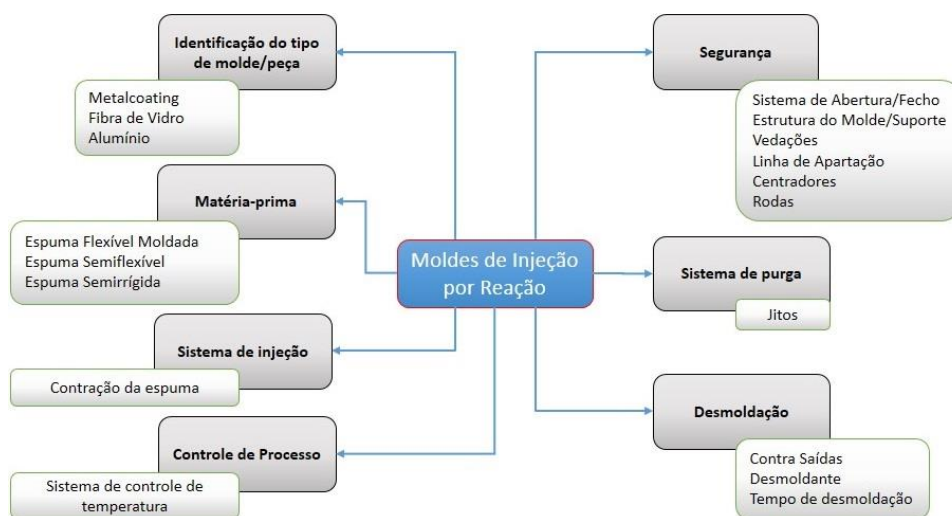 Identificação do tipo
de molde/peça
Metalcoating
Fibra de Vidro
Alumínio
Matéria-prima
Espuma Flexível Moldada
Espuma Semiflexível
Espuma Semirrígida
Sistema de injeção
Contração da espuma
Controle de Processo
Sistema de controle de
temperatura
Moldes de Injeção
por Reação
Segurança
Sistema de Abertura/Fecho
Estrutura do Molde/Suporte
Vedações
Linha de Apartação
Centradores
Rodas
Sistema de purga
Jitos
Desmoldação
Contra Saídas
Desmoldante
Tempo de desmoldação